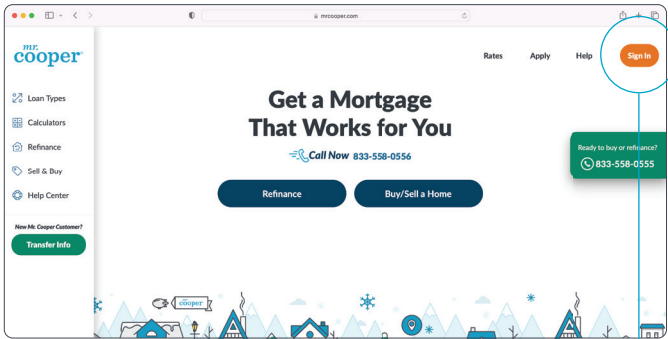 mrcooper.com
mr.
cooper
Rates
Apply
Help
Sign In
Loan Types
Calculators
Refinance
Sell & Buy
Help Center
New Mr. Cooper Customer?
Transfer Info
Get a Mortgage
That Works for You
Call Now 833-558-0556
Refinance
Buy/Sell a Home
Ready to buy or refinance?
833-558-0555
mr.
cooper